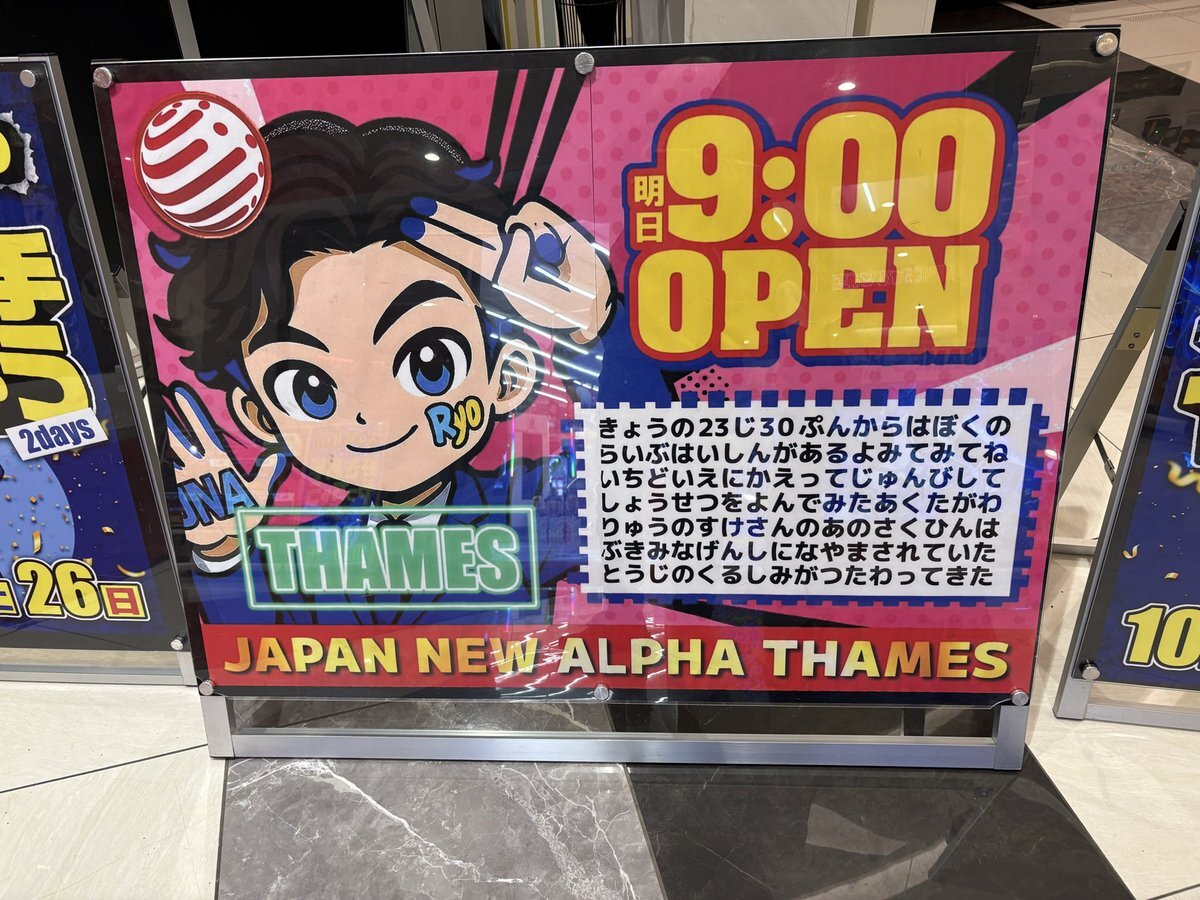 明日
9:00
OPEN
Ryo
UNA
THAMES
きょうの23じ30ぷんからはぼくの
らいぶはいしんがあるよみてみてね
いちどいえにかえってじゅんびして
しょうせつをよんでみたあくたがわ
りゅうのすけさんのあのさくひんは
ぶきみなげんしになやまされていた
とうじのくるしみがつたわってきた
JAPAN NEW ALPHA THAMES
2days
26日
10